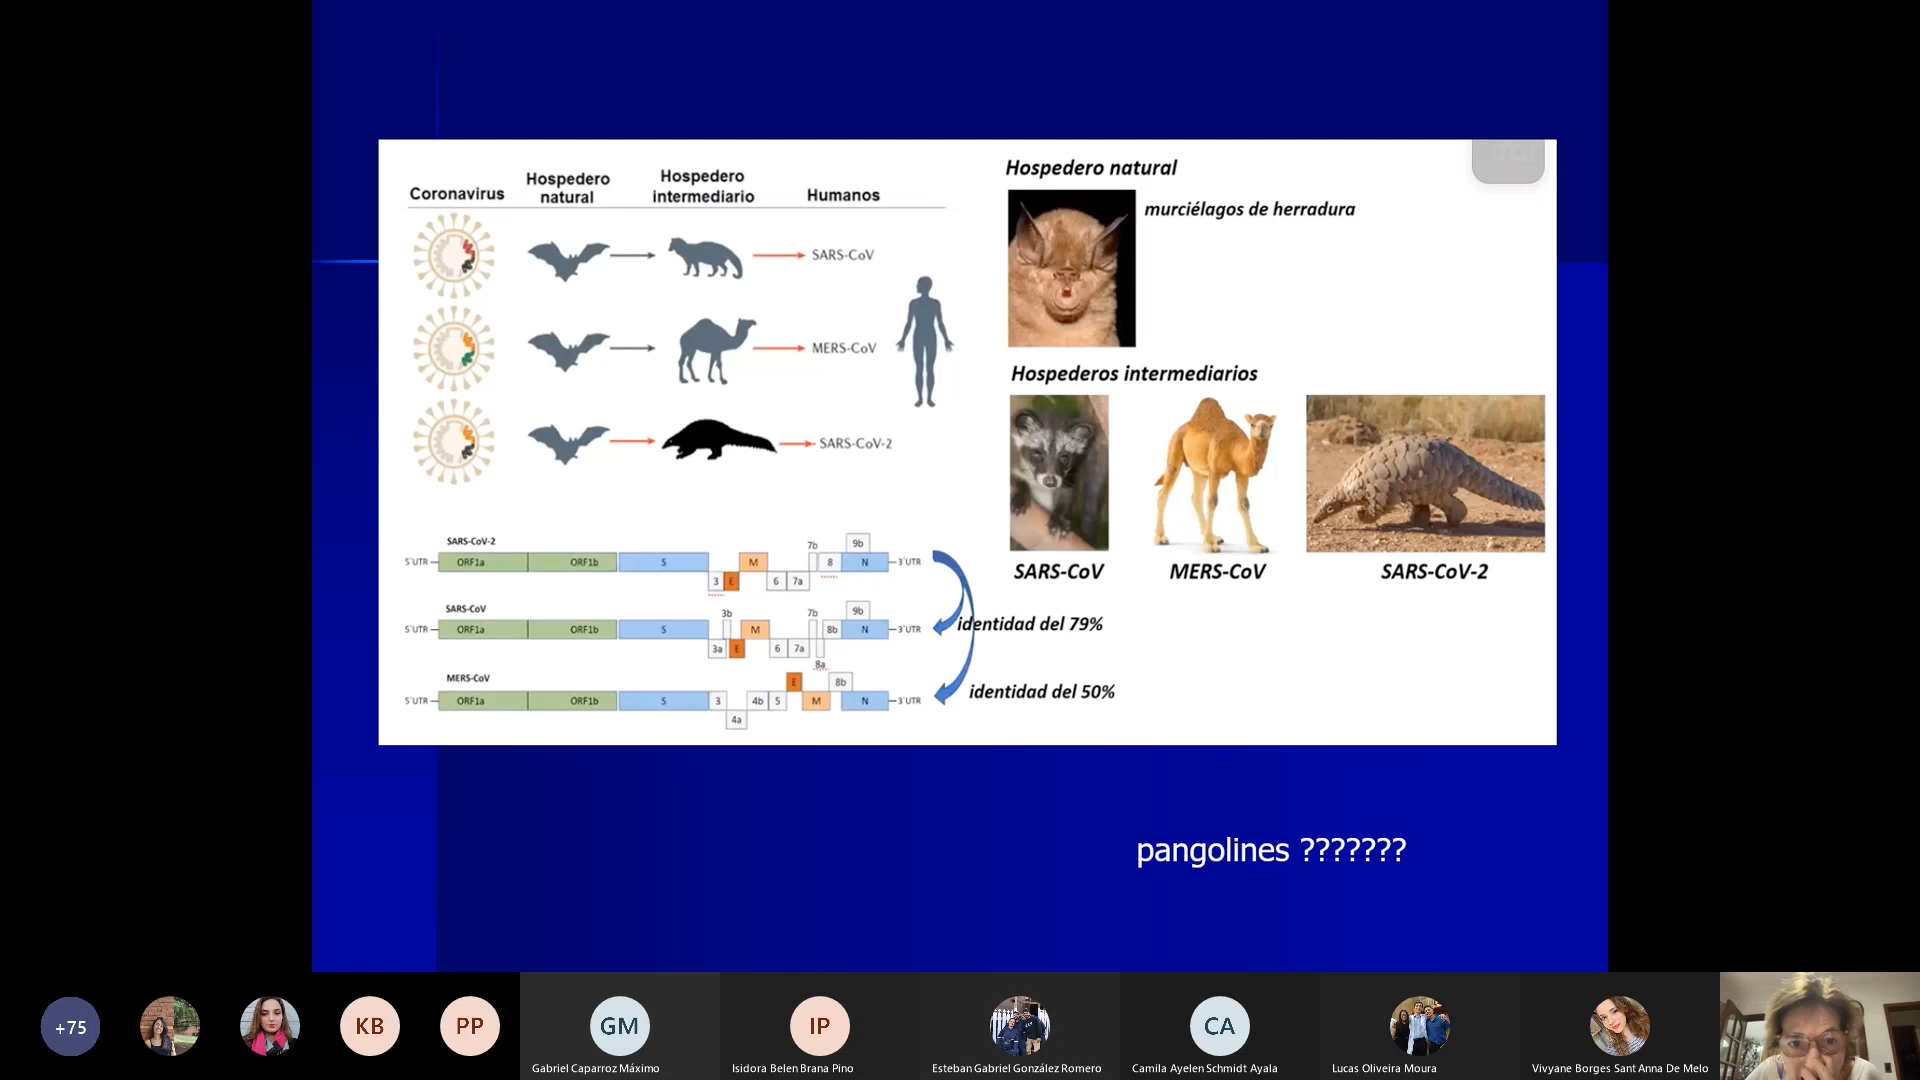 Coronavirus
Hospedero natural
Hospedero intermediario
Humanos
SARS-CoV
MERS-CoV
SARS-CoV-2
Hospedero natural
murciélagos de herradura
Hospederos intermediarios
SARS-CoV
MERS-CoV
SARS-CoV-2
SARS-CoV-2
7b
9b
5´UTR
ORF1a
ORF1b
S
M
8
N
3´UTR
3
E
6
7a
SARS-CoV
3b
7b
9b
5´UTR
ORF1a
ORF1b
S
M
8b
N
3´UTR
3a
E
6
7a
8a
identidad del 79%
MERS-CoV
E
8b
5´UTR
ORF1a
ORF1b
S
3
4b
5
M
N
3´UTR
4a
identidad del 50%
pangolines ???????
+75
KB
PP
GM
IP
CA
Gabriel Caparroz Máximo
Isidora Belen Brana Pino
Esteban Gabriel González Romero
Camila Ayelen Schmidt Ayala
Lucas Oliveira Moura
Vivyane Borges Sant Anna De Melo